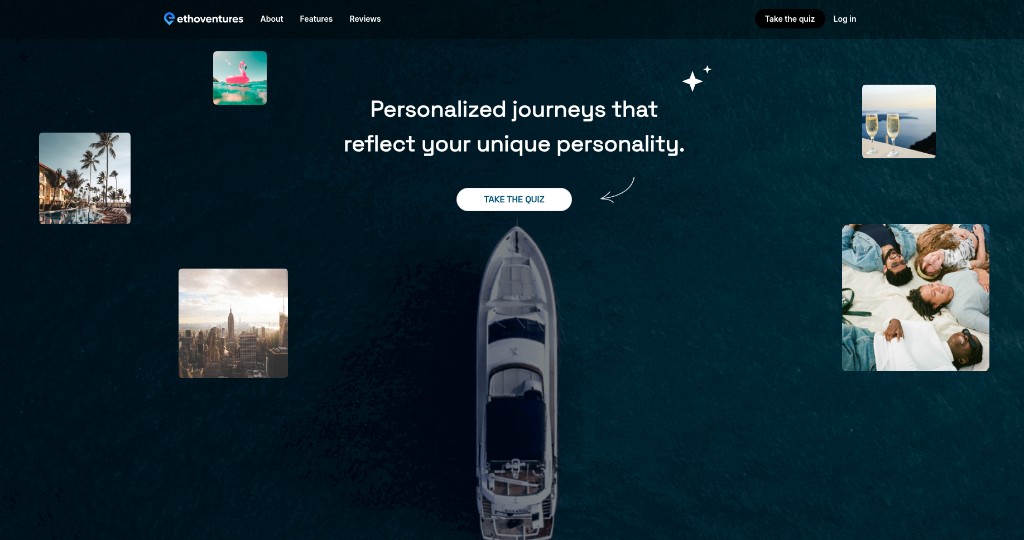 ethoventures
About
Features
Reviews
Take the quiz
Log in
Personalized journeys that
reflect your unique personality.
TAKE THE QUIZ